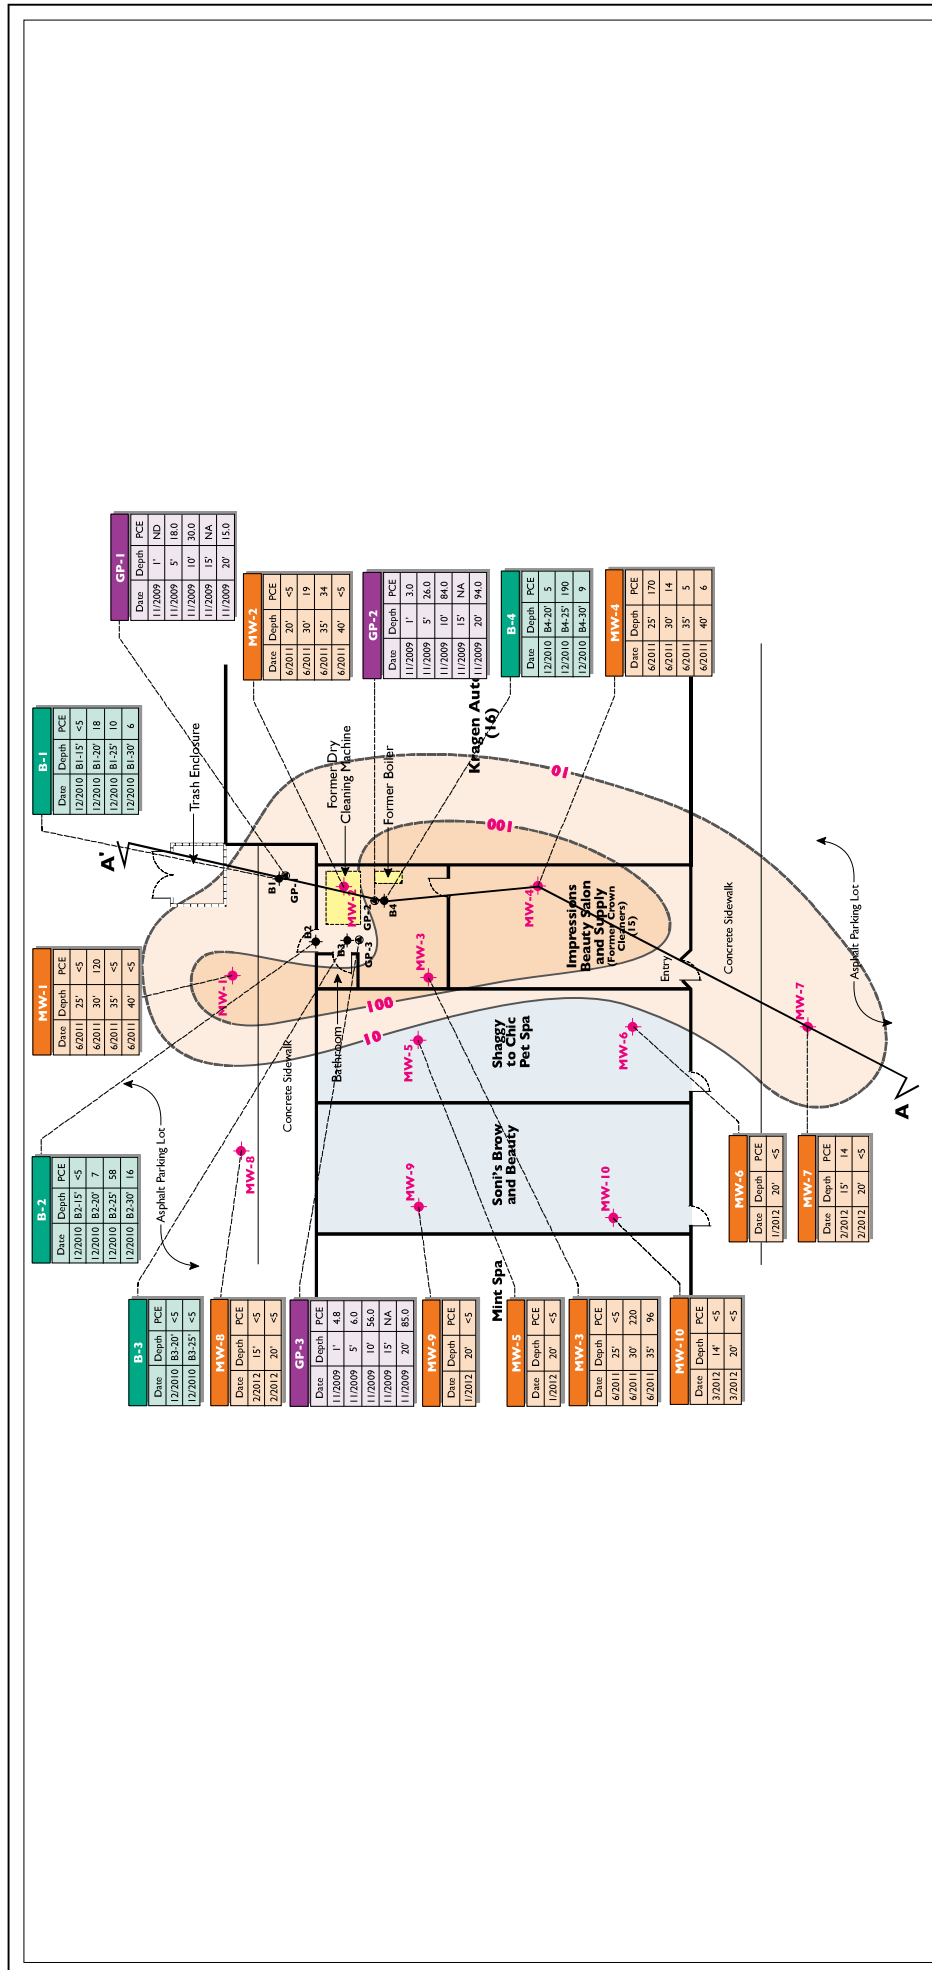 GP-1
Date Depth PCE
11/2009 1' ND
11/2009 5' 18.0
11/2009 10' 30.0
11/2009 15' NA
11/2009 20' 15.0
MW-2
Date Depth PCE
6/2011 20' <5
6/2011 30' 19
6/2011 35' 34
6/2011 40' <5
GP-2
Date Depth PCE
11/2009 1' 3.0
11/2009 5' 26.0
11/2009 10' 84.0
11/2009 15' NA
11/2009 20' 94.0
B-4
Date Depth PCE
12/2010 B4-20' 5
12/2010 B4-25' 190
12/2010 B4-30' 9
MW-4
Date Depth PCE
6/2011 25' 170
6/2011 30' 14
6/2011 35' 5
6/2011 40' 6
B-1
Date Depth PCE
12/2010 B1-15' <5
12/2010 B1-20' 18
12/2010 B1-25' 10
12/2010 B1-30' 6
Trash Enclosure
Former Dry
Cleaning Machine
Former Boiler
Kragen Auto
(16)
10
100
A'
B1
GP-1
B2
MW-2
B3
GP-2
GP-3
B4
MW-3
MW-4
Impressions
Beauty Salon
and Supply
(Former Crown
Cleaners)
(15)
Entry
Concrete Sidewalk
Asphalt Parking Lot
MW-1
Date Depth PCE
6/2011 25' <5
6/2011 30' 120
6/2011 35' <5
6/2011 40' <5
MW-1
100
10
Concrete Sidewalk
Bathroom
MW-5
Shaggy
to Chic
Pet Spa
MW-6
MW-7
A
Asphalt Parking Lot
MW-8
MW-9
Soni's Brow
and Beauty
MW-10
Mint Spa
B-2
Date Depth PCE
12/2010 B2-15' <5
12/2010 B2-20' 7
12/2010 B2-25' 58
12/2010 B2-30' 16
MW-6
Date Depth PCE
1/2012 20' <5
MW-7
Date Depth PCE
2/2012 15' 14
2/2012 20' <5
B-3
Date Depth PCE
12/2010 B3-20' <5
12/2010 B3-25' <5
MW-8
Date Depth PCE
2/2012 15' <5
2/2012 20' <5
GP-3
Date Depth PCE
11/2009 1' 4.8
11/2009 5' 6.0
11/2009 10' 56.0
11/2009 15' NA
11/2009 20' 85.0
MW-9
Date Depth PCE
1/2012 20' <5
MW-5
Date Depth PCE
1/2012 20' <5
MW-3
Date Depth PCE
6/2011 25' <5
6/2011 30' 220
6/2011 35' 96
MW-10
Date Depth PCE
3/2012 14' <5
3/2012 20' <5